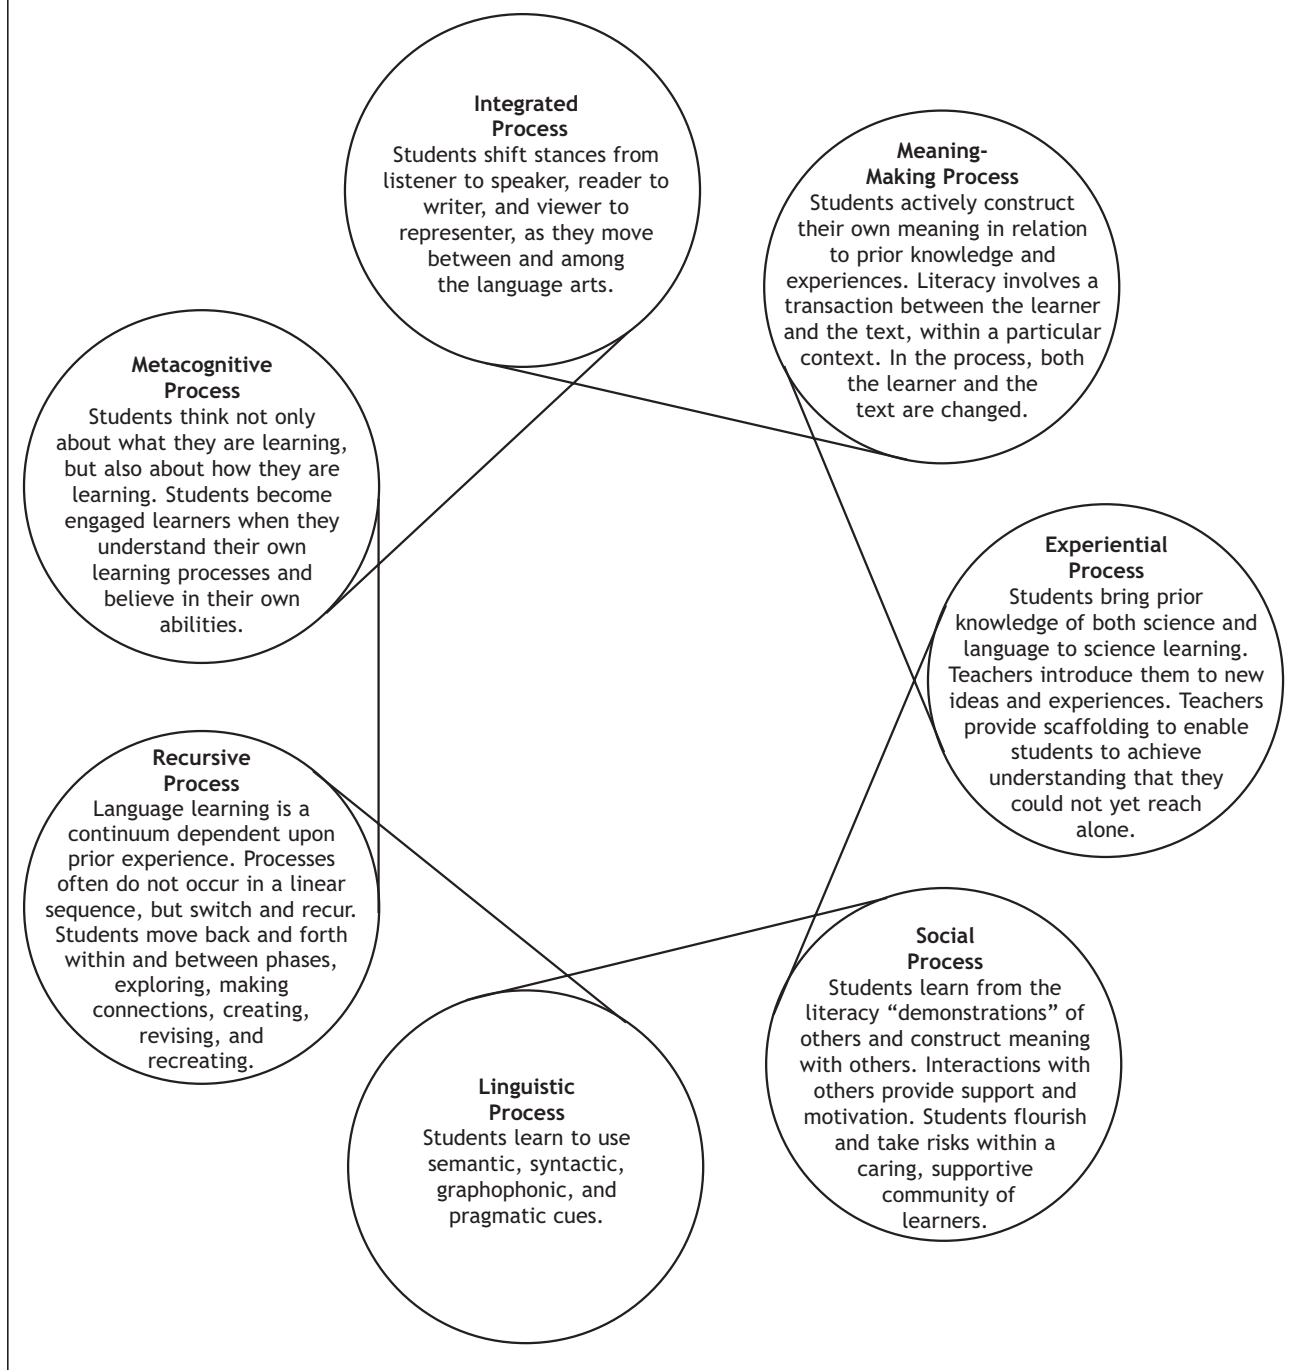 Integrated
Process
Students shift stances from
listener to speaker, reader to
writer, and viewer to
representer, as they move
between and among
the language arts.
Meaning-
Making Process
Students actively construct
their own meaning in relation
to prior knowledge and
experiences. Literacy involves a
transaction between the learner
and the text, within a particular
context. In the process, both
the learner and the
text are changed.
Metacognitive
Process
Students think not only
about what they are learning,
but also about how they are
learning. Students become
engaged learners when they
understand their own
learning processes and
believe in their own
abilities.
Experiential
Process
Students bring prior
knowledge of both science and
language to science learning.
Teachers introduce them to new
ideas and experiences. Teachers
provide scaffolding to enable
students to achieve
understanding that they
could not yet reach
alone.
Recursive
Process
Language learning is a
continuum dependent upon
prior experience. Processes
often do not occur in a linear
sequence, but switch and recur.
Students move back and forth
within and between phases,
exploring, making
connections, creating,
revising, and
recreating.
Social
Process
Students learn from the
literacy “demonstrations” of
others and construct meaning
with others. Interactions with
others provide support and
motivation. Students flourish
and take risks within a
caring, supportive
community of
learners.
Linguistic
Process
Students learn to use
semantic, syntactic,
graphophonic, and
pragmatic cues.